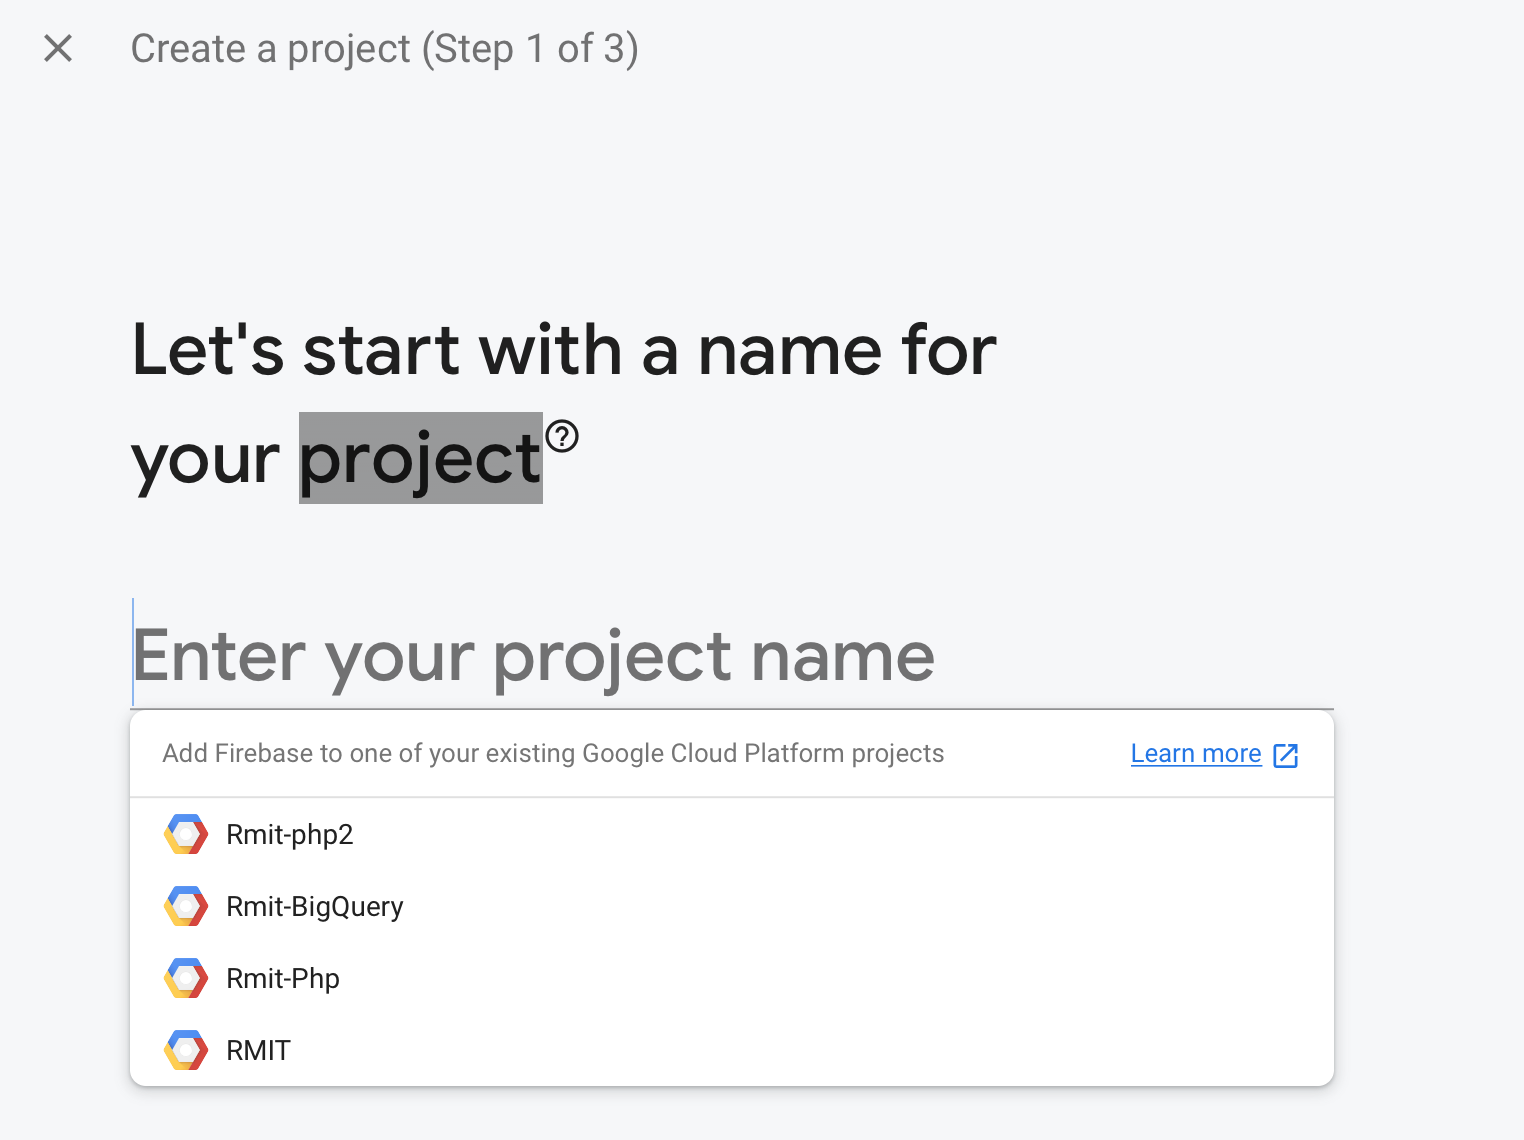 Create a project (Step 1 of 3)
Let's start with a name for
your project
Enter your project name
Add Firebase to one of your existing Google Cloud Platform projects Learn more
Rmit-php2
Rmit-BigQuery
Rmit-Php
RMIT